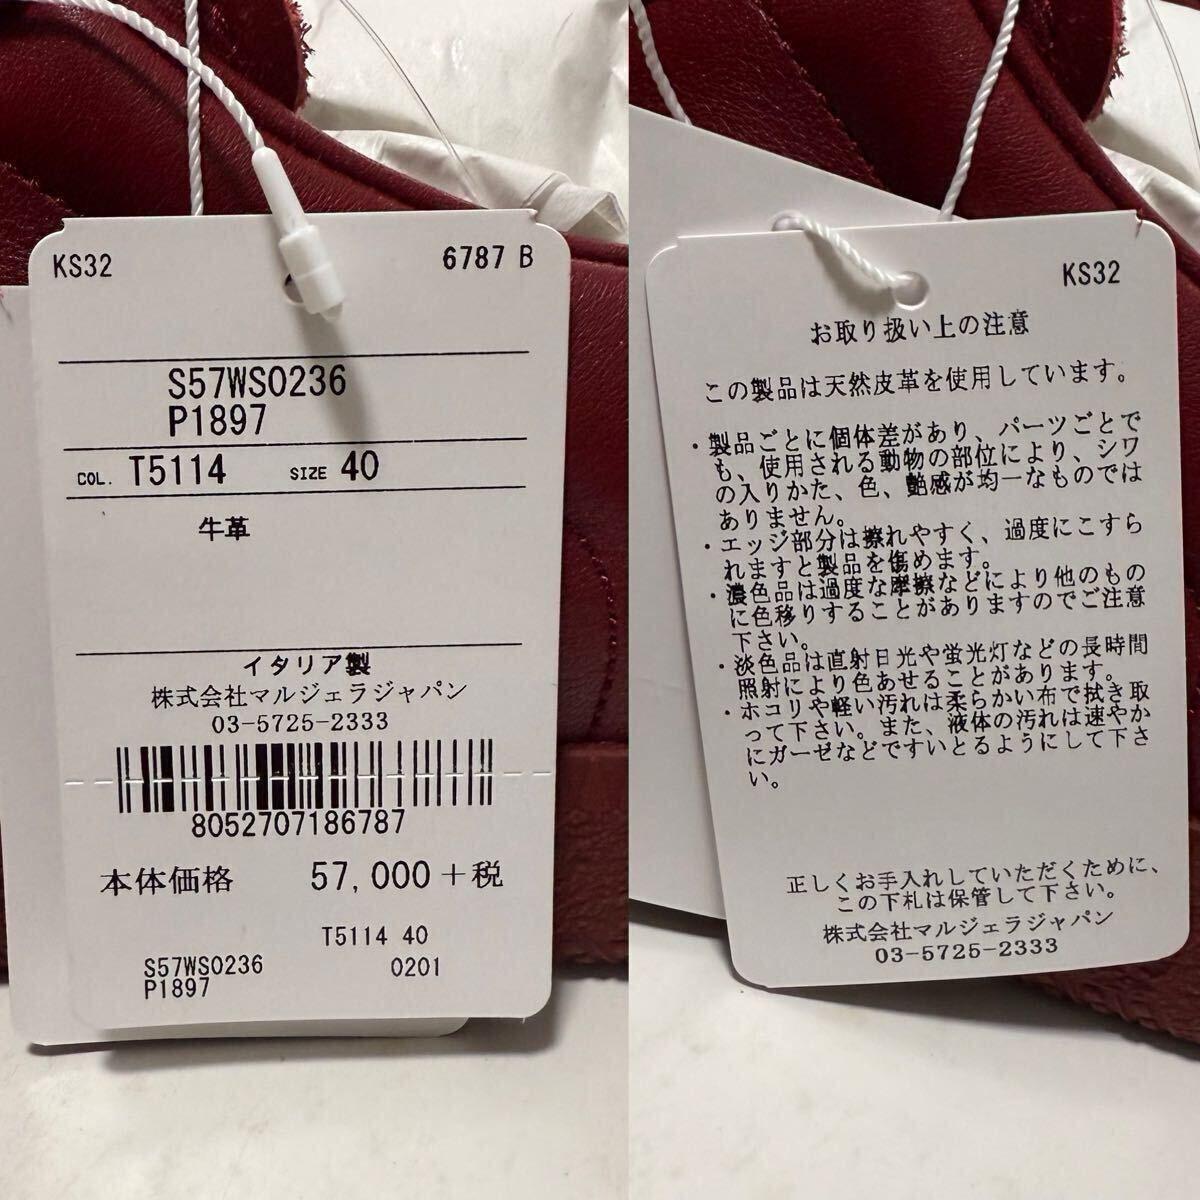 KS32
6787 B
S57WS0236
P1897
COL. T5114 SIZE 40
牛革
イタリア製
株式会社マルジェラジャパン
03-5725-2333
8052707186787
本体価格 57,000+税
T5114 40
S57WS0236 0201
P1897
KS32
お取り扱い上の注意
この製品は天然皮革を使用しています。
・製品ごとに個体差があり、パーツごとで
も、使用される動物の部位により、シワ
の入りかた、色、艶感が均一なものでは
ありません。
・エッジ部分は擦れやすく、過度にこすら
れますと製品を傷めます。
・濃色品は過度な摩擦などにより他のもの
に色移りすることがありますのでご注意
下さい。
・淡色品は直射日光や蛍光灯などの長時間
照射により色あせることがあります。
・ホコリや軽い汚れは柔らかい布で拭き取
って下さい。また、液体の汚れは速やか
にガーゼなどですいとるようにして下さ
い。
正しくお手入れしていただくために、
この下札は保管して下さい。
株式会社マルジェラジャパン
03-5725-2333